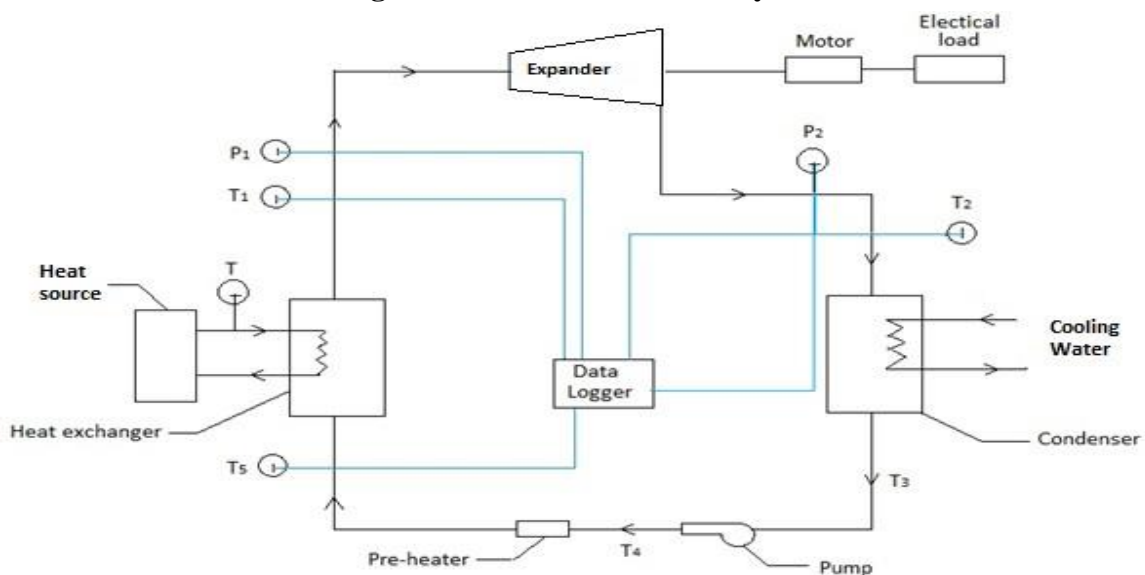 Electical
load
Motor
Expander
P2
P1
T1
T2
T
Heat
source
Cooling
Water
Data
Logger
Heat exchanger
Condenser
T5
T3
T4
Pre-heater
Pump